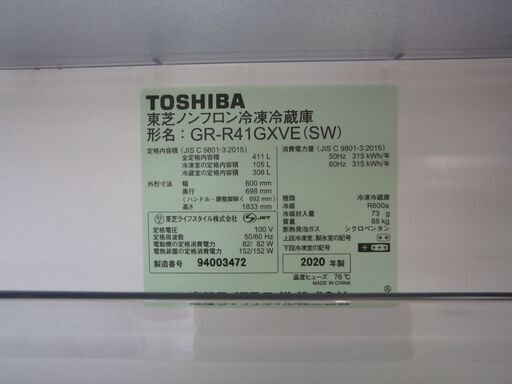 TOSHIBA
東芝ノンフロン冷凍冷蔵庫
形名：GR-R41GXVE(SW)
定格内容積(JIS C 9801-3:2015)
全定格内容積 411 L
冷凍室の定格内容積 105 L
冷蔵室の定格内容積 306 L
外形寸法 幅 600 mm
奥行 698 mm
(ハンドル・調整脚除く 692 mm)
高さ 1833 mm
東芝ライフスタイル株式会社 S-JET
定格電圧 100 V
定格周波数 50/60 Hz
電動機の定格消費電力 82/ 82 W
電熱装置の定格消費電力 152/152 W
製造番号 94003472
消費電力量(JIS C 9801-3:2015)
50Hz 315 kWh/年
60Hz 315 kWh/年
種類 冷凍冷蔵庫
冷媒 R600a
冷媒封入量 73 g
質量 88 kg
断熱発泡ガス シクロペンタン
上段冷凍室、製氷室の記号
下段冷凍室の記号
2020 年製
温度ヒューズ 76℃
MADE IN CHINA